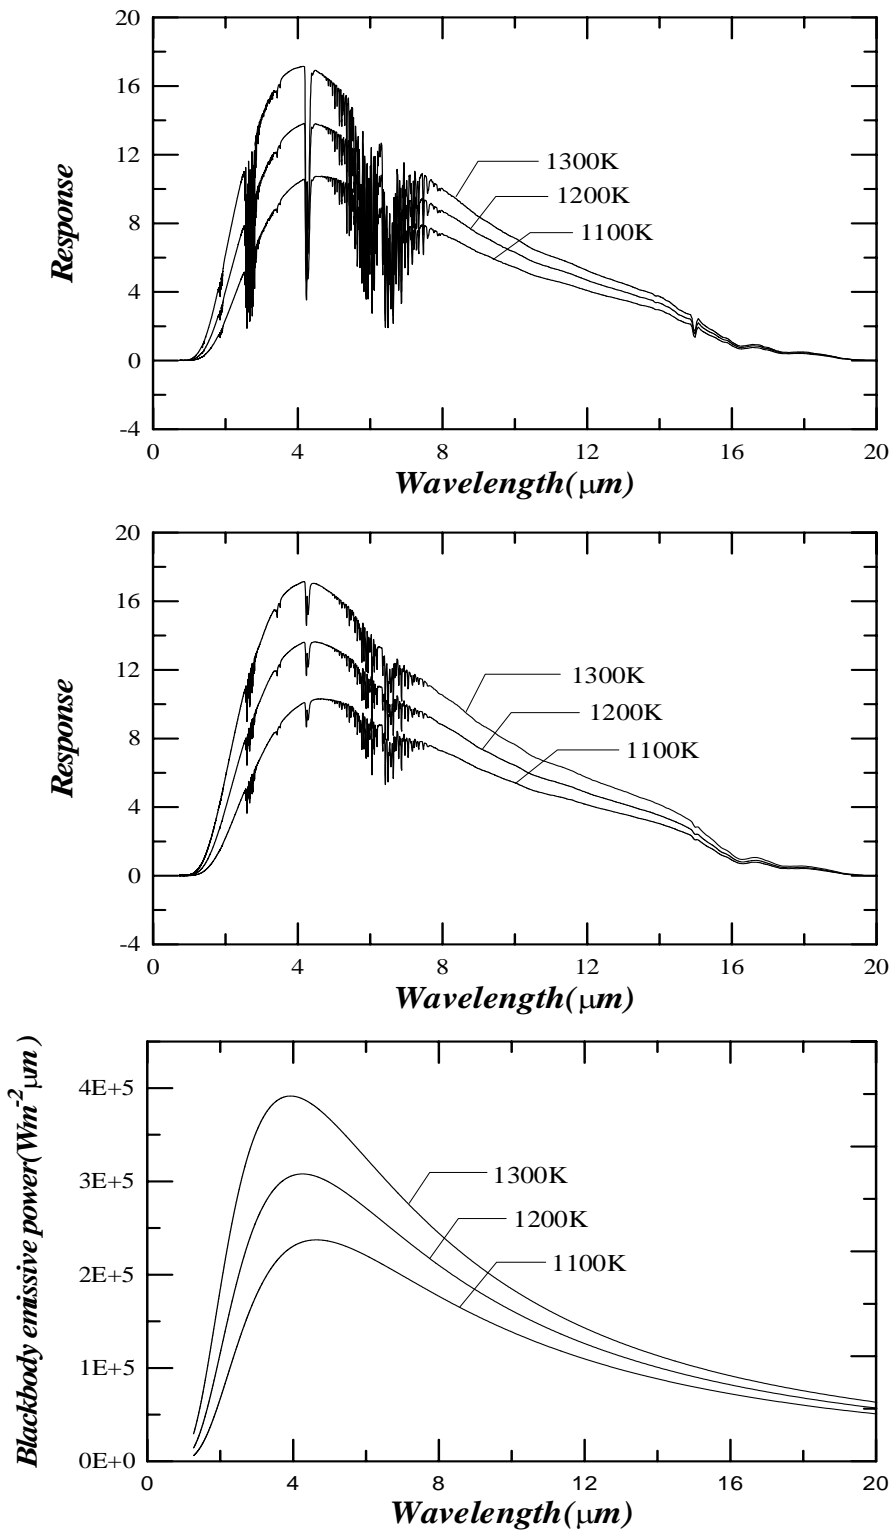 20
16
12
8
4
0
-4
Response
1300K
1200K
1100K
0 4 8 12 16 20
Wavelength(μm)
20
16
12
8
4
0
-4
Response
1300K
1200K
1100K
0 4 8 12 16 20
Wavelength(μm)
4E+5
3E+5
2E+5
1E+5
0E+0
Blackbody emissive power(Wm-2μm)
1300K
1200K
1100K
0 4 8 12 16 20
Wavelength(μm)